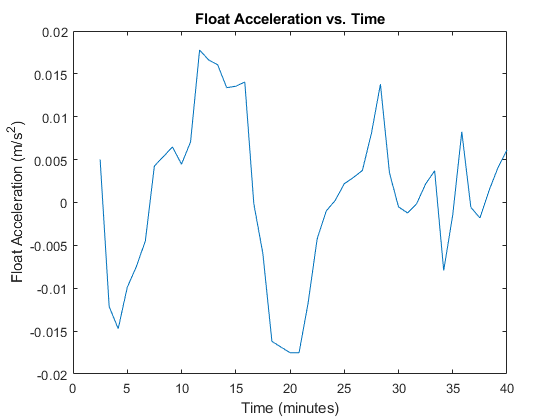 Float Acceleration vs. Time
Float Acceleration (m/s²)
0.02
0.015
0.01
0.005
0
-0.005
-0.01
-0.015
-0.02
0 5 10 15 20 25 30 35 40
Time (minutes)